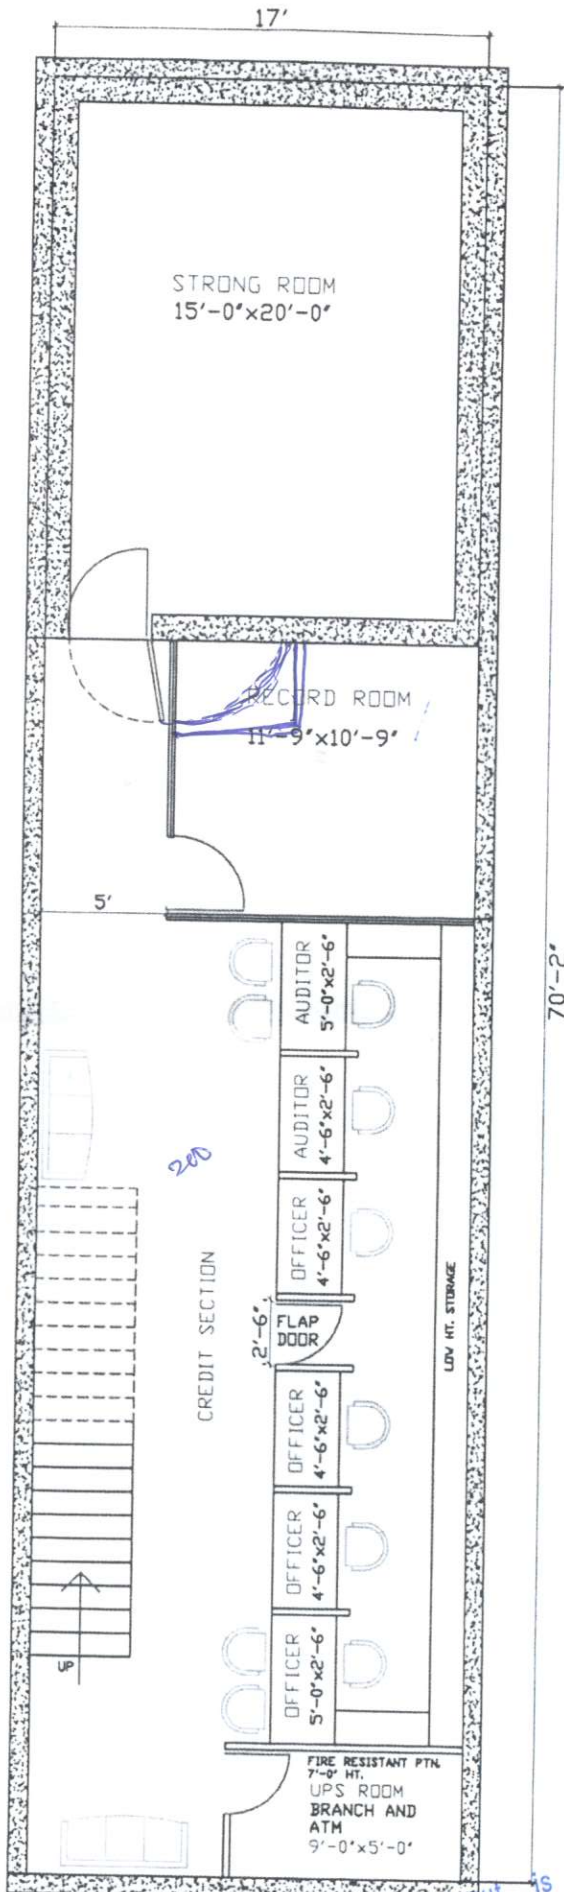 17'
STRONG ROOM
15'-0"x20'-0"
RECORD ROOM
11'-9"x10'-9"
5'
70'-2"
AUDITOR
5'-0"x2'-6"
AUDITOR
4'-6"x2'-6"
200
OFFICER
4'-6"x2'-6"
CREDIT SECTION
2'-6"
FLAP
DOOR
LOW HT. STORAGE
OFFICER
4'-6"x2'-6"
OFFICER
4'-6"x2'-6"
OFFICER
5'-0"x2'-6"
UP
FIRE RESISTANT PTN.
7'-0" HT.
UPS ROOM
BRANCH AND
ATM
9'-0"x5'-0"